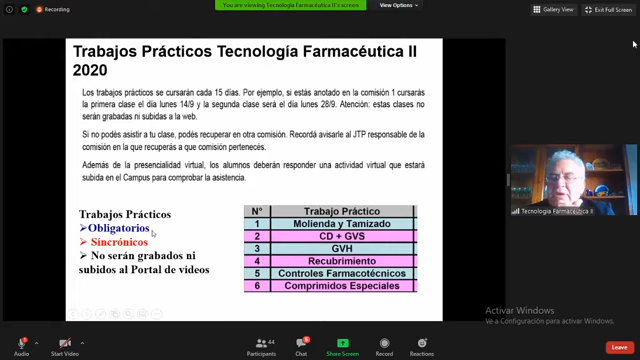 Recording
You are viewing Tecnología Farmacéutica II's screen
View Options
Gallery View
Exit Full Screen
Trabajos Prácticos Tecnología Farmacéutica II
2020
Los trabajos prácticos se cursarán cada 15 días. Por ejemplo, si estás anotado en la comisión 1 cursarás
la primera clase el día lunes 14/9 y la segunda clase será el día lunes 28/9. Atención: estas clases no
serán grabadas ni subidas a la web.
Si no podés asistir a tu clase, podés recuperar en otra comisión. Recordá avisarle al JTP responsable de la
comisión en la que recuperás a que comisión pertenecés.
Además de la presencialidad virtual, los alumnos deberán responder una actividad virtual que estará
subida en el Campus para comprobar la asistencia.
Trabajos Prácticos
Obligatorios
Sincrónicos
No serán grabados ni
subidos al Portal de vídeos
N° Trabajo Práctico
1 Molienda y Tamizado
2 CD + GVS
3 GVH
4 Recubrimiento
5 Controles Farmacotécnicos
6 Comprimidos Especiales
Tecnología Farmacéutica II
Activar Windows
Ve a Configuración para activar Windows.
Audio
Start Video
44
Participants
Chat
Share Screen
Record
Reactions
Leave